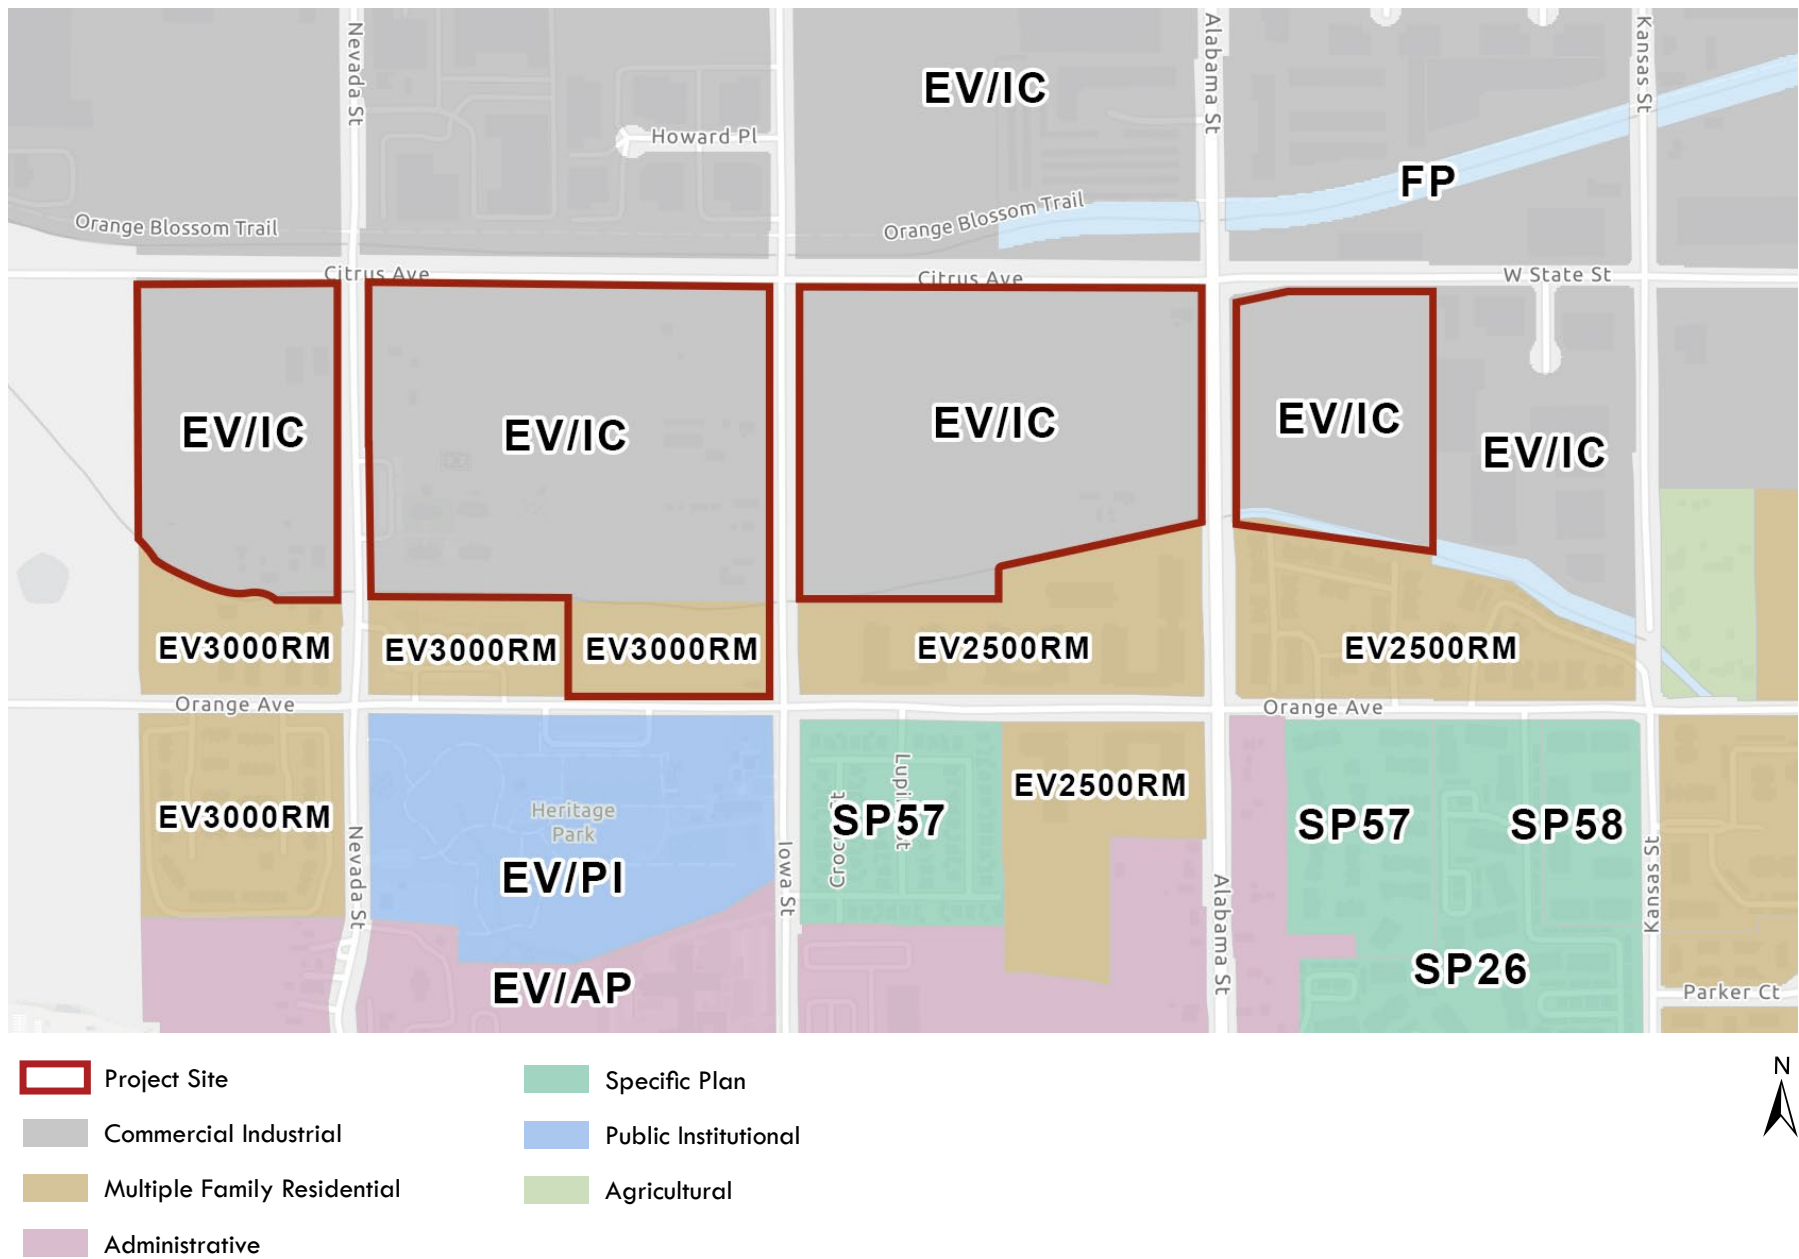 Nevada St
Alabama St
Kansas St
EV/IC
Howard Pl
FP
Orange Blossom Trail
Orange Blossom Trail
Citrus Ave
Citrus Ave
W State St
EV/IC
EV/IC
EV/IC
EV/IC
EV/IC
EV3000RM
EV3000RM
EV3000RM
EV2500RM
EV2500RM
Orange Ave
Orange Ave
EV3000RM
Heritage
Park
EV/PI
Nevada St
Iowa St
SP57
EV2500RM
SP57
SP58
Alabama St
Kansas St
EV/AP
SP26
Parker Ct
Project Site
Commercial Industrial
Multiple Family Residential
Administrative
Specific Plan
Public Institutional
Agricultural
N